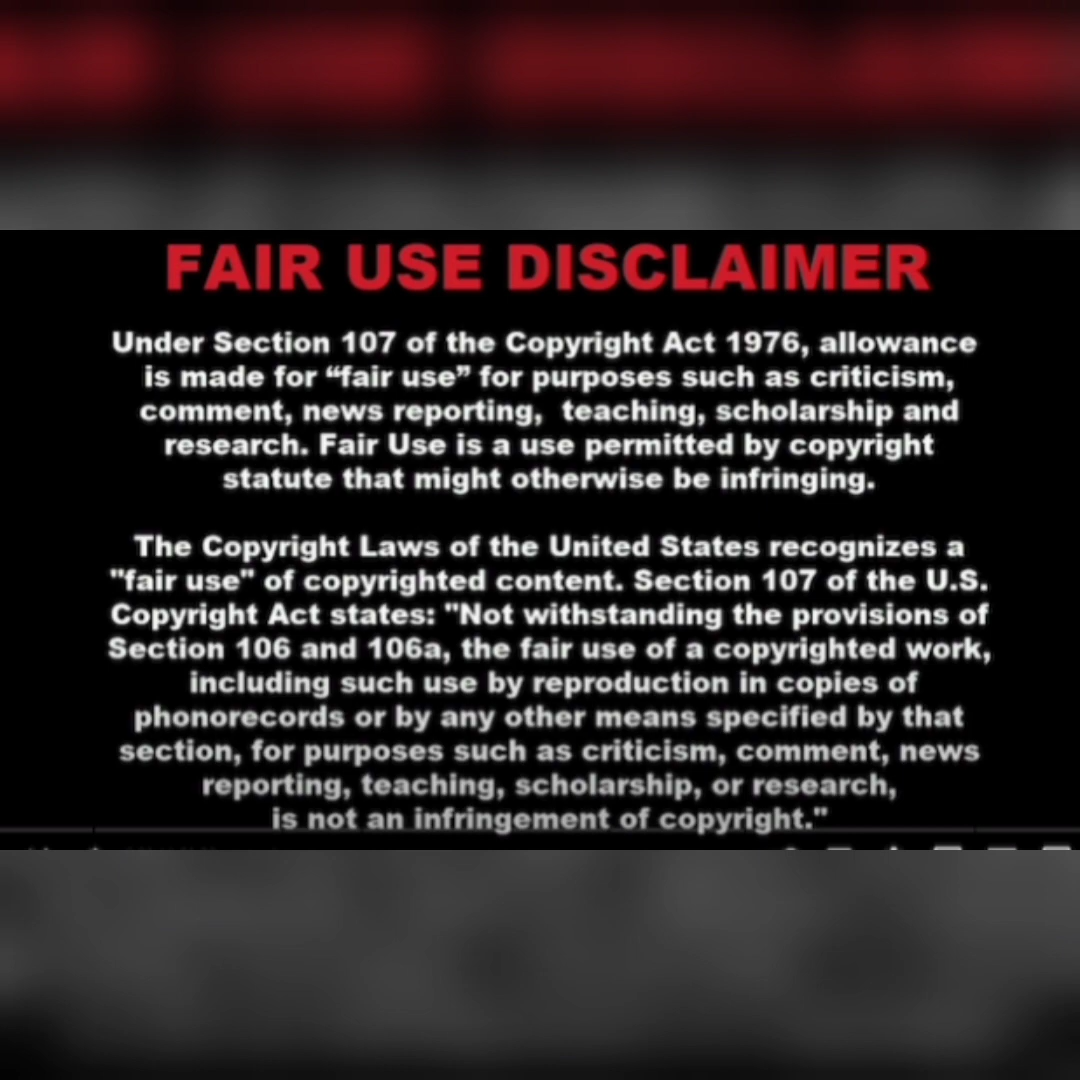 FAIR USE DISCLAIMER
Under Section 107 of the Copyright Act 1976, allowance
is made for “fair use” for purposes such as criticism,
comment, news reporting,  teaching, scholarship and
research. Fair Use is a use permitted by copyright
statute that might otherwise be infringing.
The Copyright Laws of the United States recognizes a
"fair use" of copyrighted content. Section 107 of the U.S.
Copyright Act states: "Not withstanding the provisions of
Section 106 and 106a, the fair use of a copyrighted work,
including such use by reproduction in copies of
phonorecords or by any other means specified by that
section, for purposes such as criticism, comment, news
reporting, teaching, scholarship, or research,
is not an infringement of copyright."